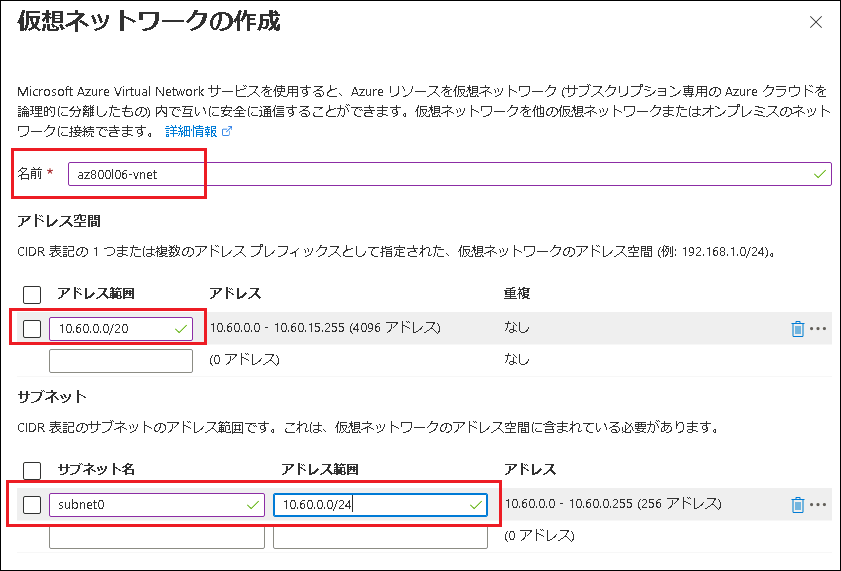 仮想ネットワークの作成
Microsoft Azure Virtual Network サービスを使用すると、Azure リソースを仮想ネットワーク (サブスクリプション専用の Azure クラウドを
論理的に分離したもの) 内で互いに安全に通信することができます。仮想ネットワークを他の仮想ネットワークまたはオンプレミスのネット
ワークに接続できます。 詳細情報
名前 * az800l06-vnet
アドレス空間
CIDR 表記の 1 つまたは複数のアドレス プレフィックスとして指定された、仮想ネットワークのアドレス空間 (例: 192.168.1.0/24)。
アドレス範囲 アドレス 重複
10.60.0.0/20 10.60.0.0 - 10.60.15.255 (4096 アドレス) なし
(0 アドレス) なし
サブネット
CIDR 表記のサブネットのアドレス範囲です。これは、仮想ネットワークのアドレス空間に含まれている必要があります。
サブネット名 アドレス範囲 アドレス
subnet0 10.60.0.0/24 10.60.0.0 - 10.60.0.255 (256 アドレス)
(0 アドレス)